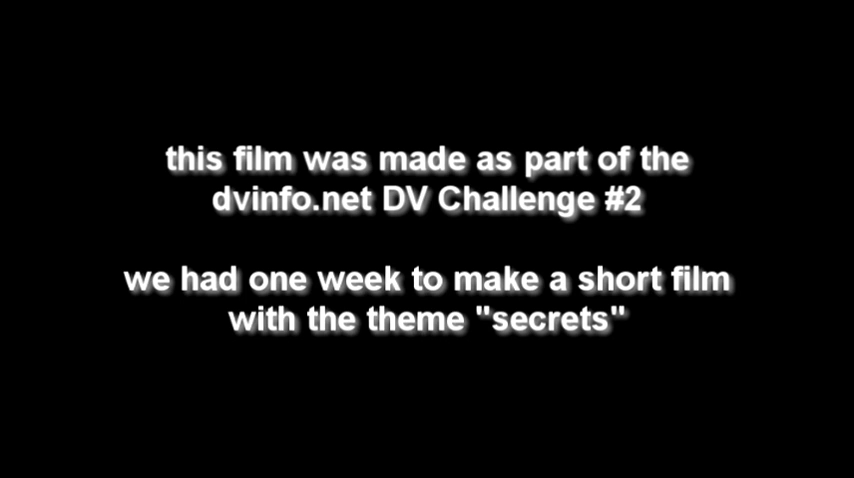 this film was made as part of the
dvinfo.net DV Challenge #2
we had one week to make a short film
with the theme "secrets"